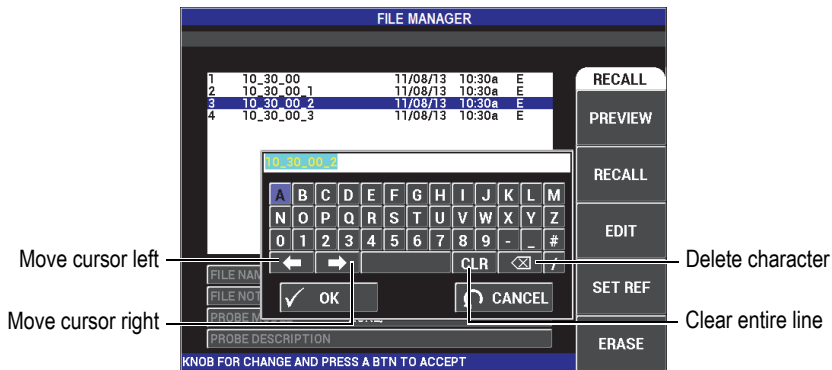 FILE MANAGER
1 10_30_00 11/08/13 10:30a E
2 10_30_00_1 11/08/13 10:30a E
3 10_30_00_2 11/08/13 10:30a E
4 10_30_00_3 11/08/13 10:30a E
RECALL
PREVIEW
RECALL
EDIT
SET REF
ERASE
10_30_00_2
A B C D E F G H I J K L M
N O P Q R S T U V W X Y Z
0 1 2 3 4 5 6 7 8 9 - _ #
CLR /
OK CANCEL
FILE
FILE
PROBE
PROBE DESCRIPTION
KNOB FOR CHANGE AND PRESS A BTN TO ACCEPT
Move cursor left
Move cursor right
Delete character
Clear entire line